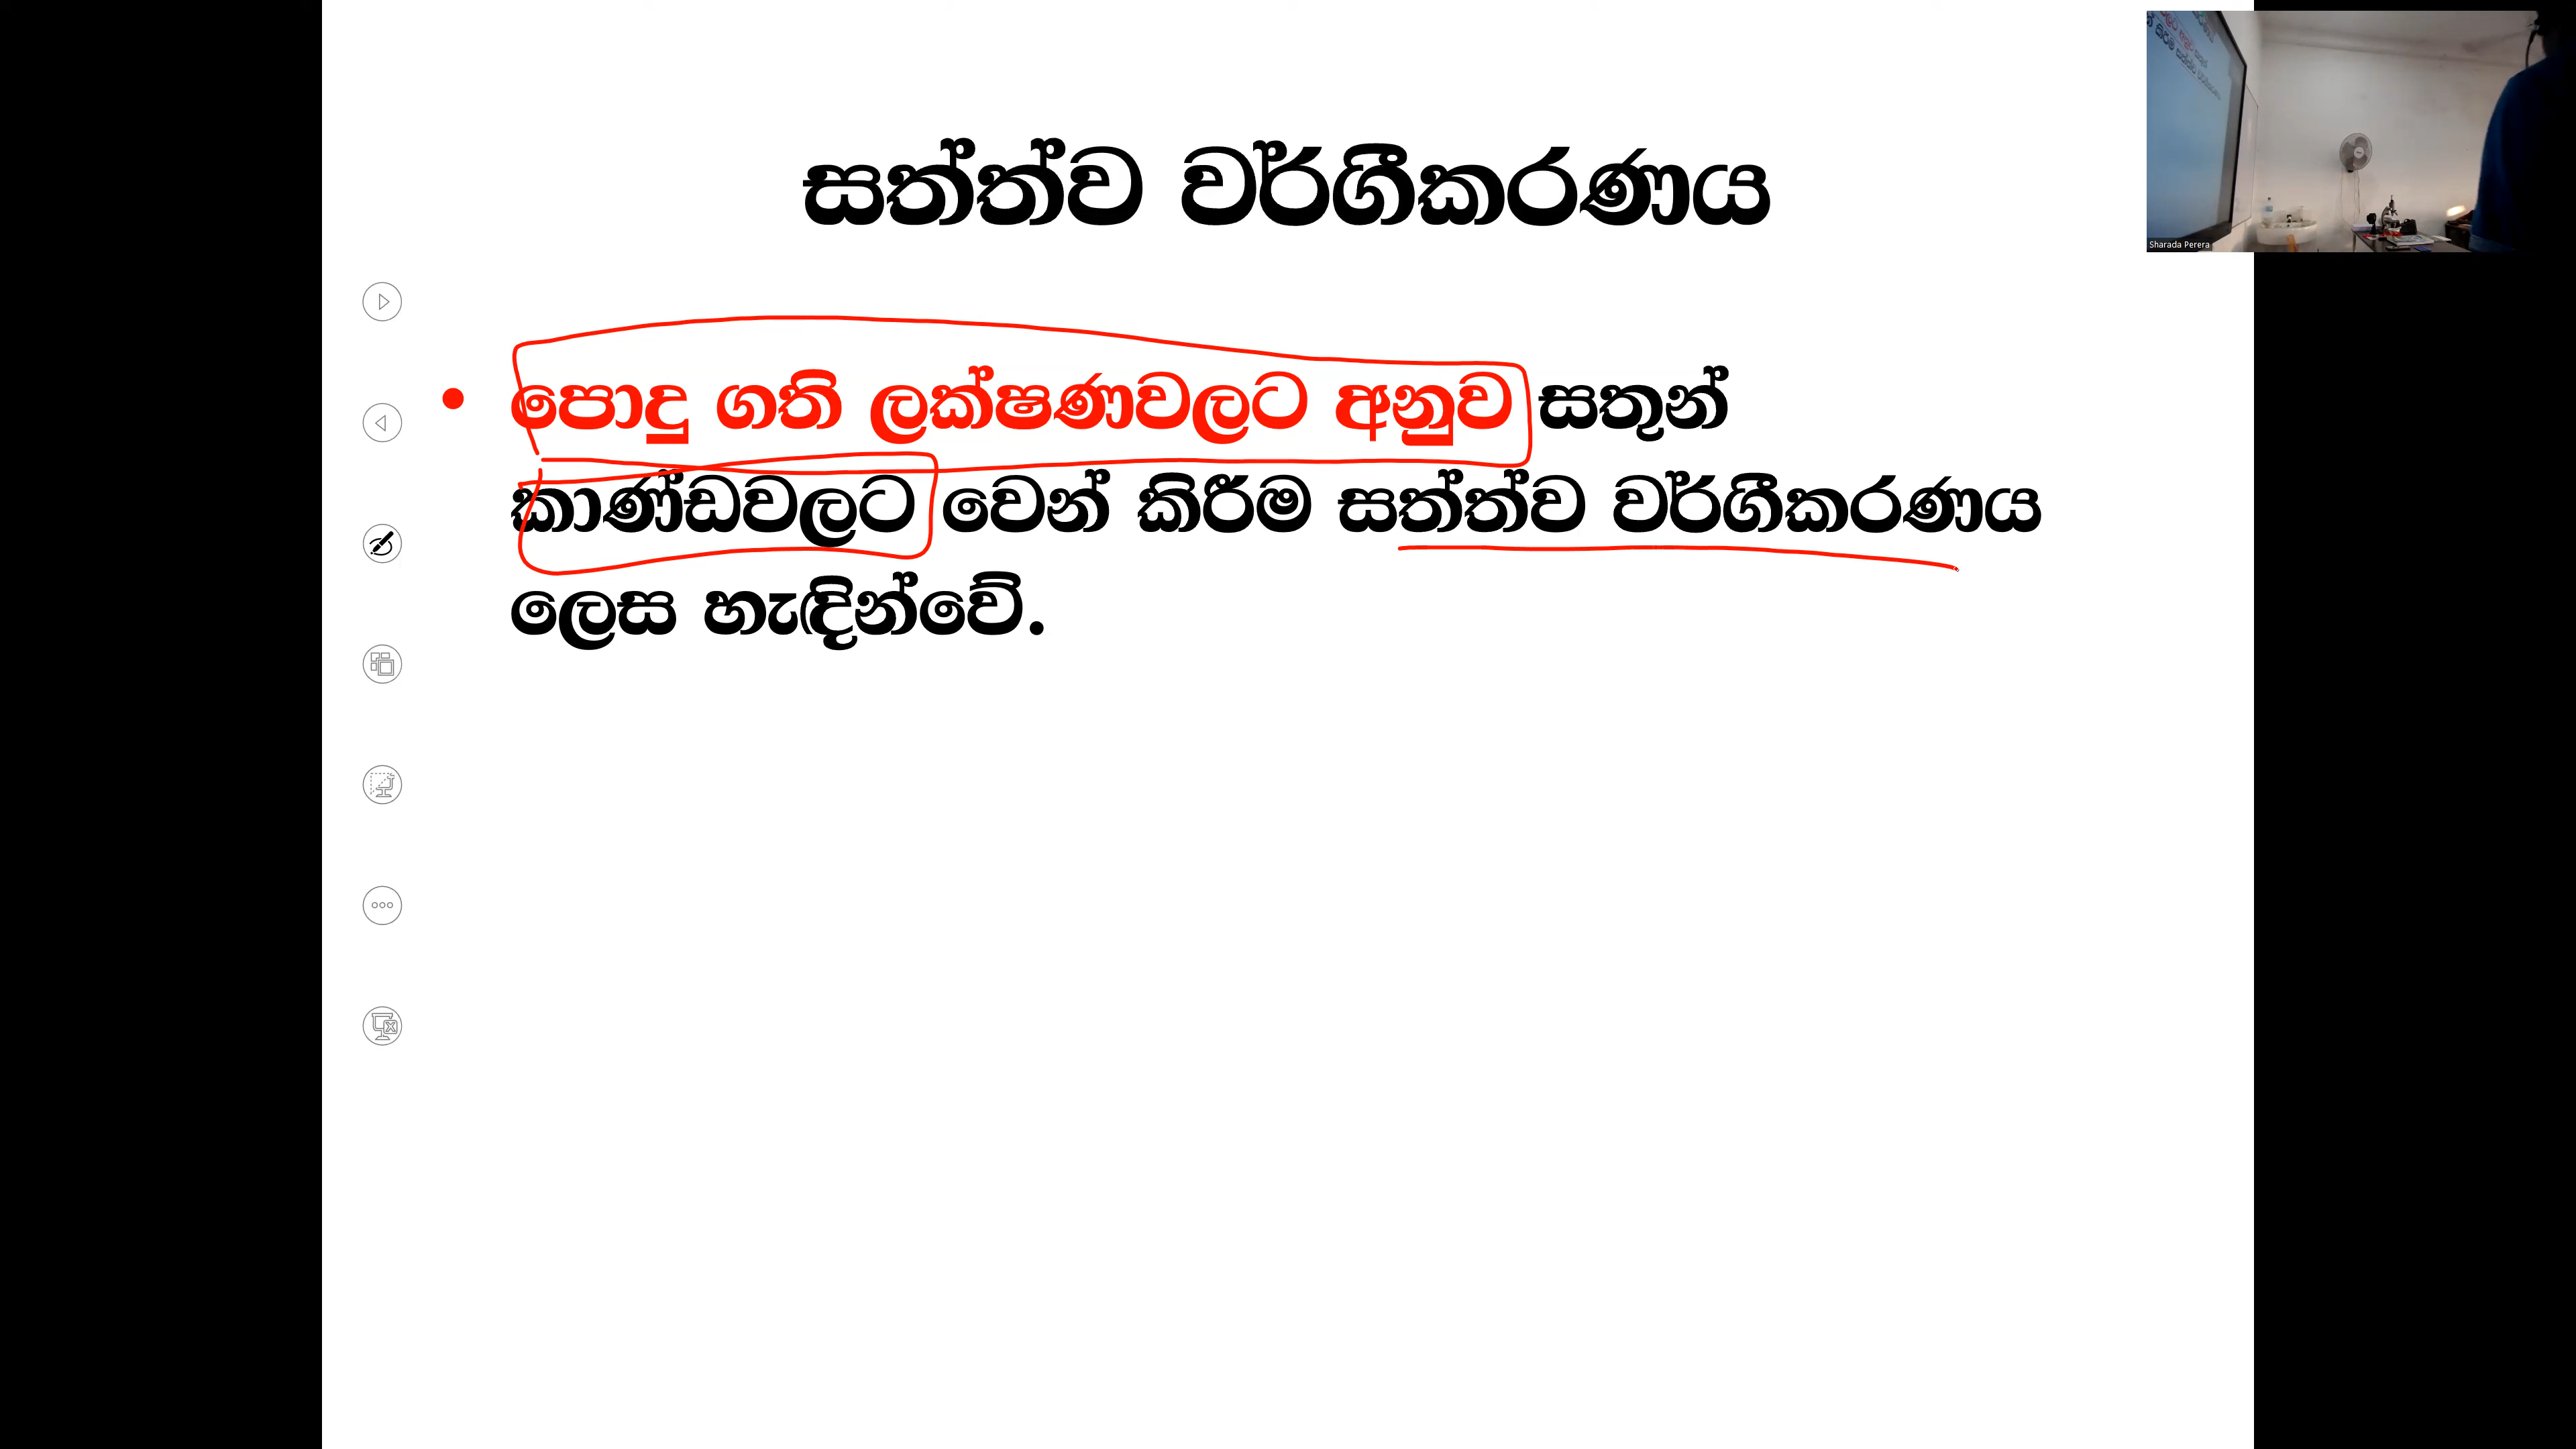 සත්ත්ව වර්ගීකරණය
• පොදු ගති ලක්ෂණවලට අනුව සතුන්
කාණ්ඩවලට වෙන් කිරීම සත්ත්ව වර්ගීකරණය
ලෙස හැඳින්වේ.
Sharada Perera